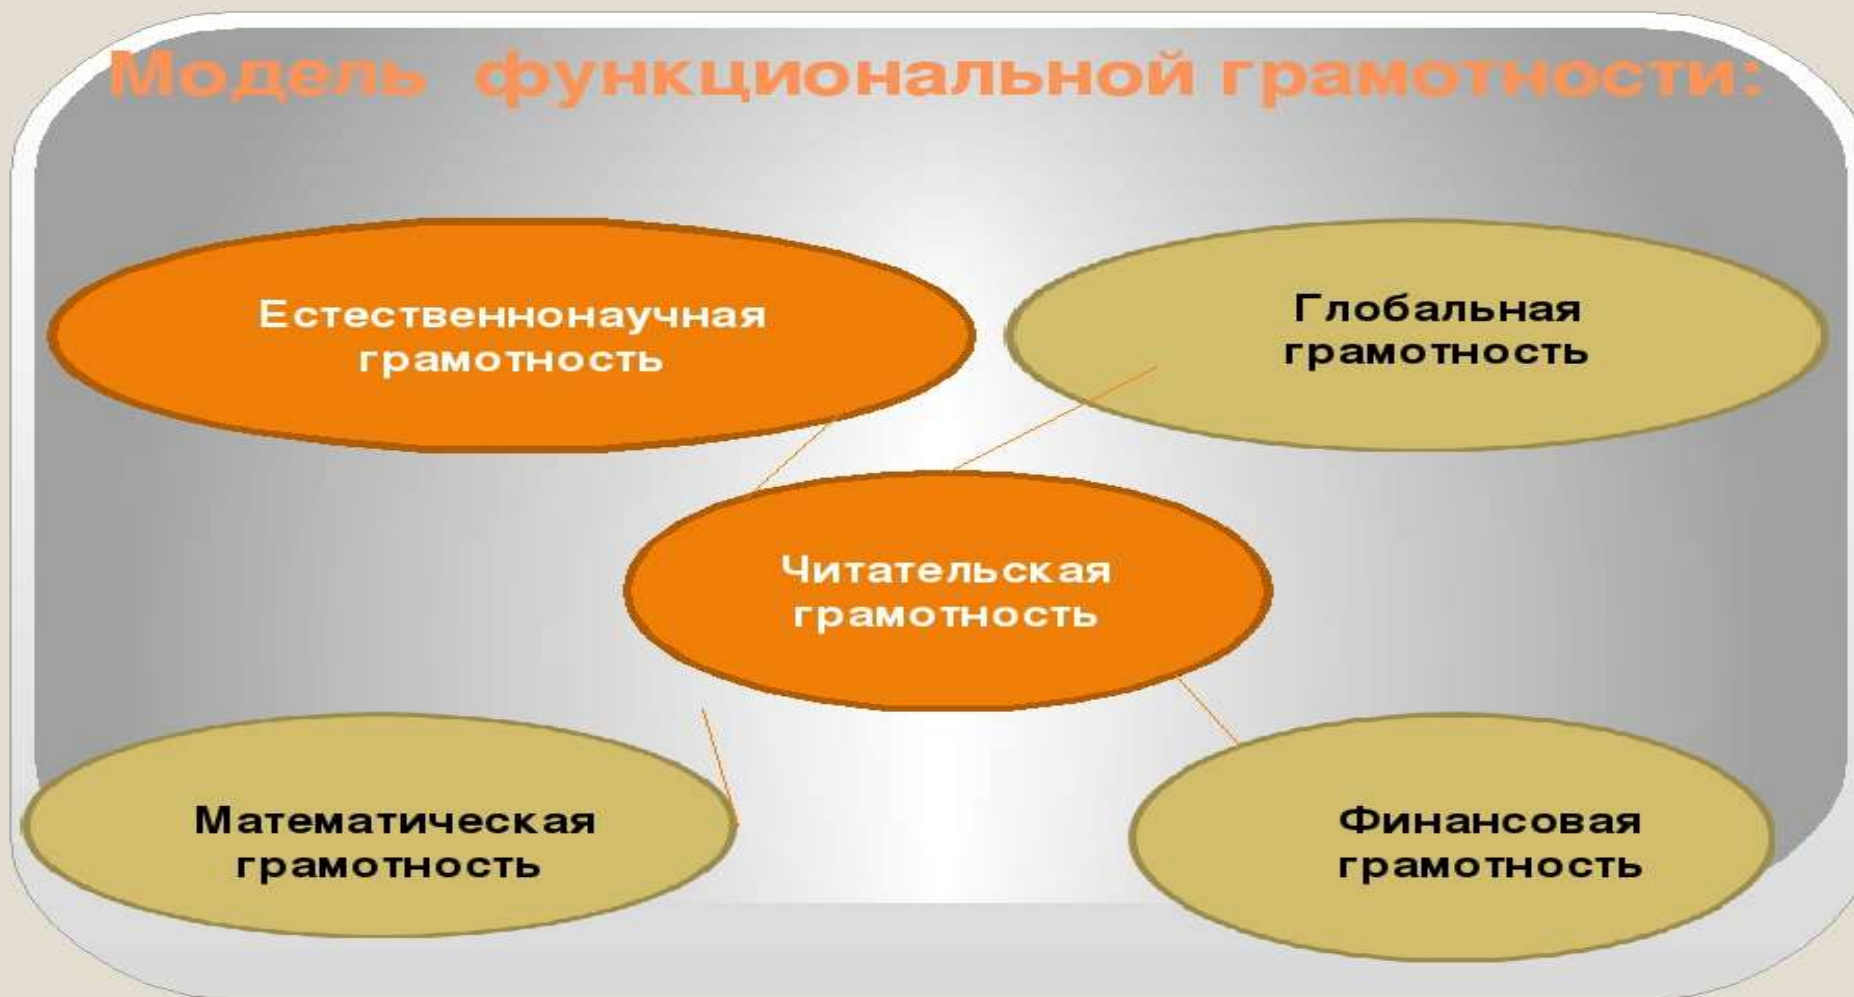 Модель функциональной грамотности:
Естественнонаучная
грамотность
Глобальная
грамотность
Читательская
грамотность
Математическая
грамотность
Финансовая
грамотность